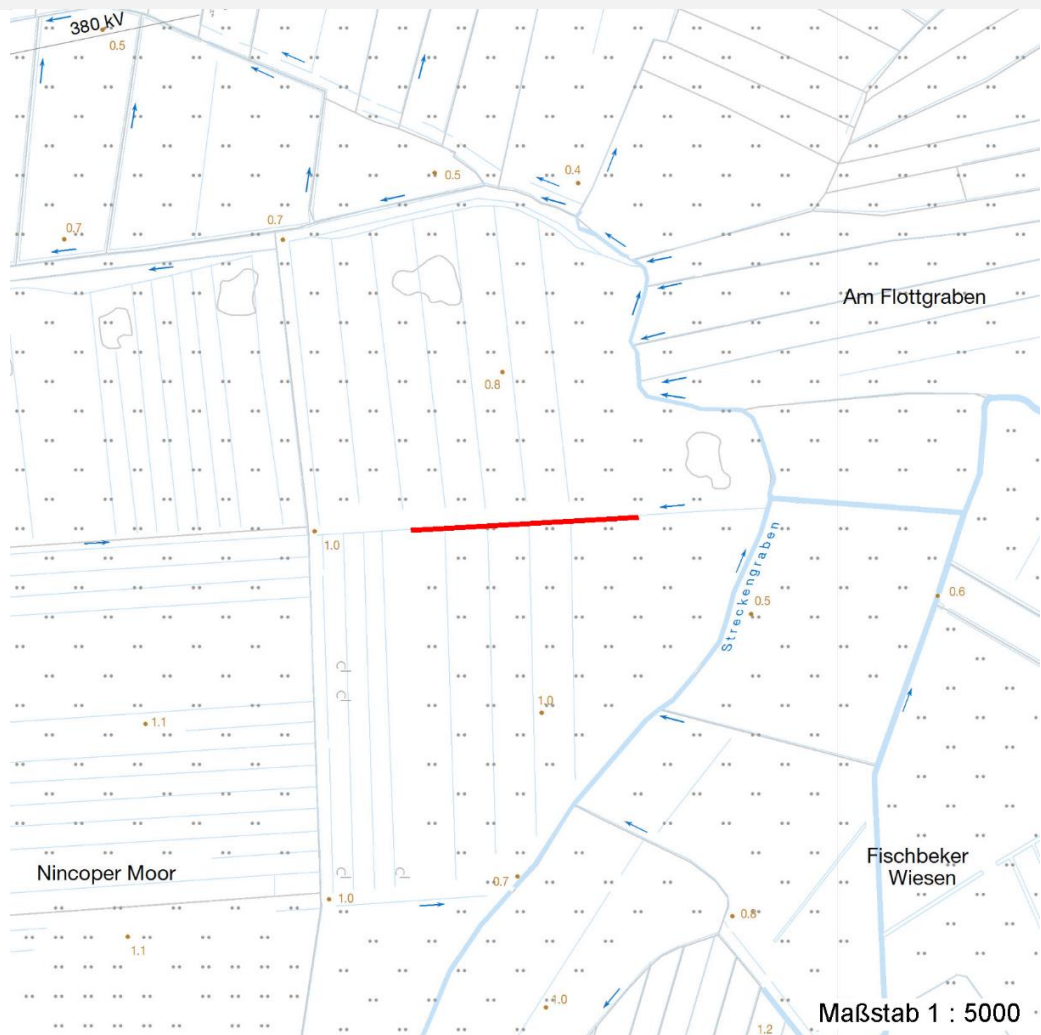 380 kV
0.5
0.5
0.4
0.7
0.7
Am Flottgraben
0.8
1.0
Streckengraben
0.6
0.5
1.0
1.1
Nincoper Moor
Fischbeker
Wiesen
0.7
1.0
0.8
1.1
1.0
1.2
Maßstab 1 : 5000